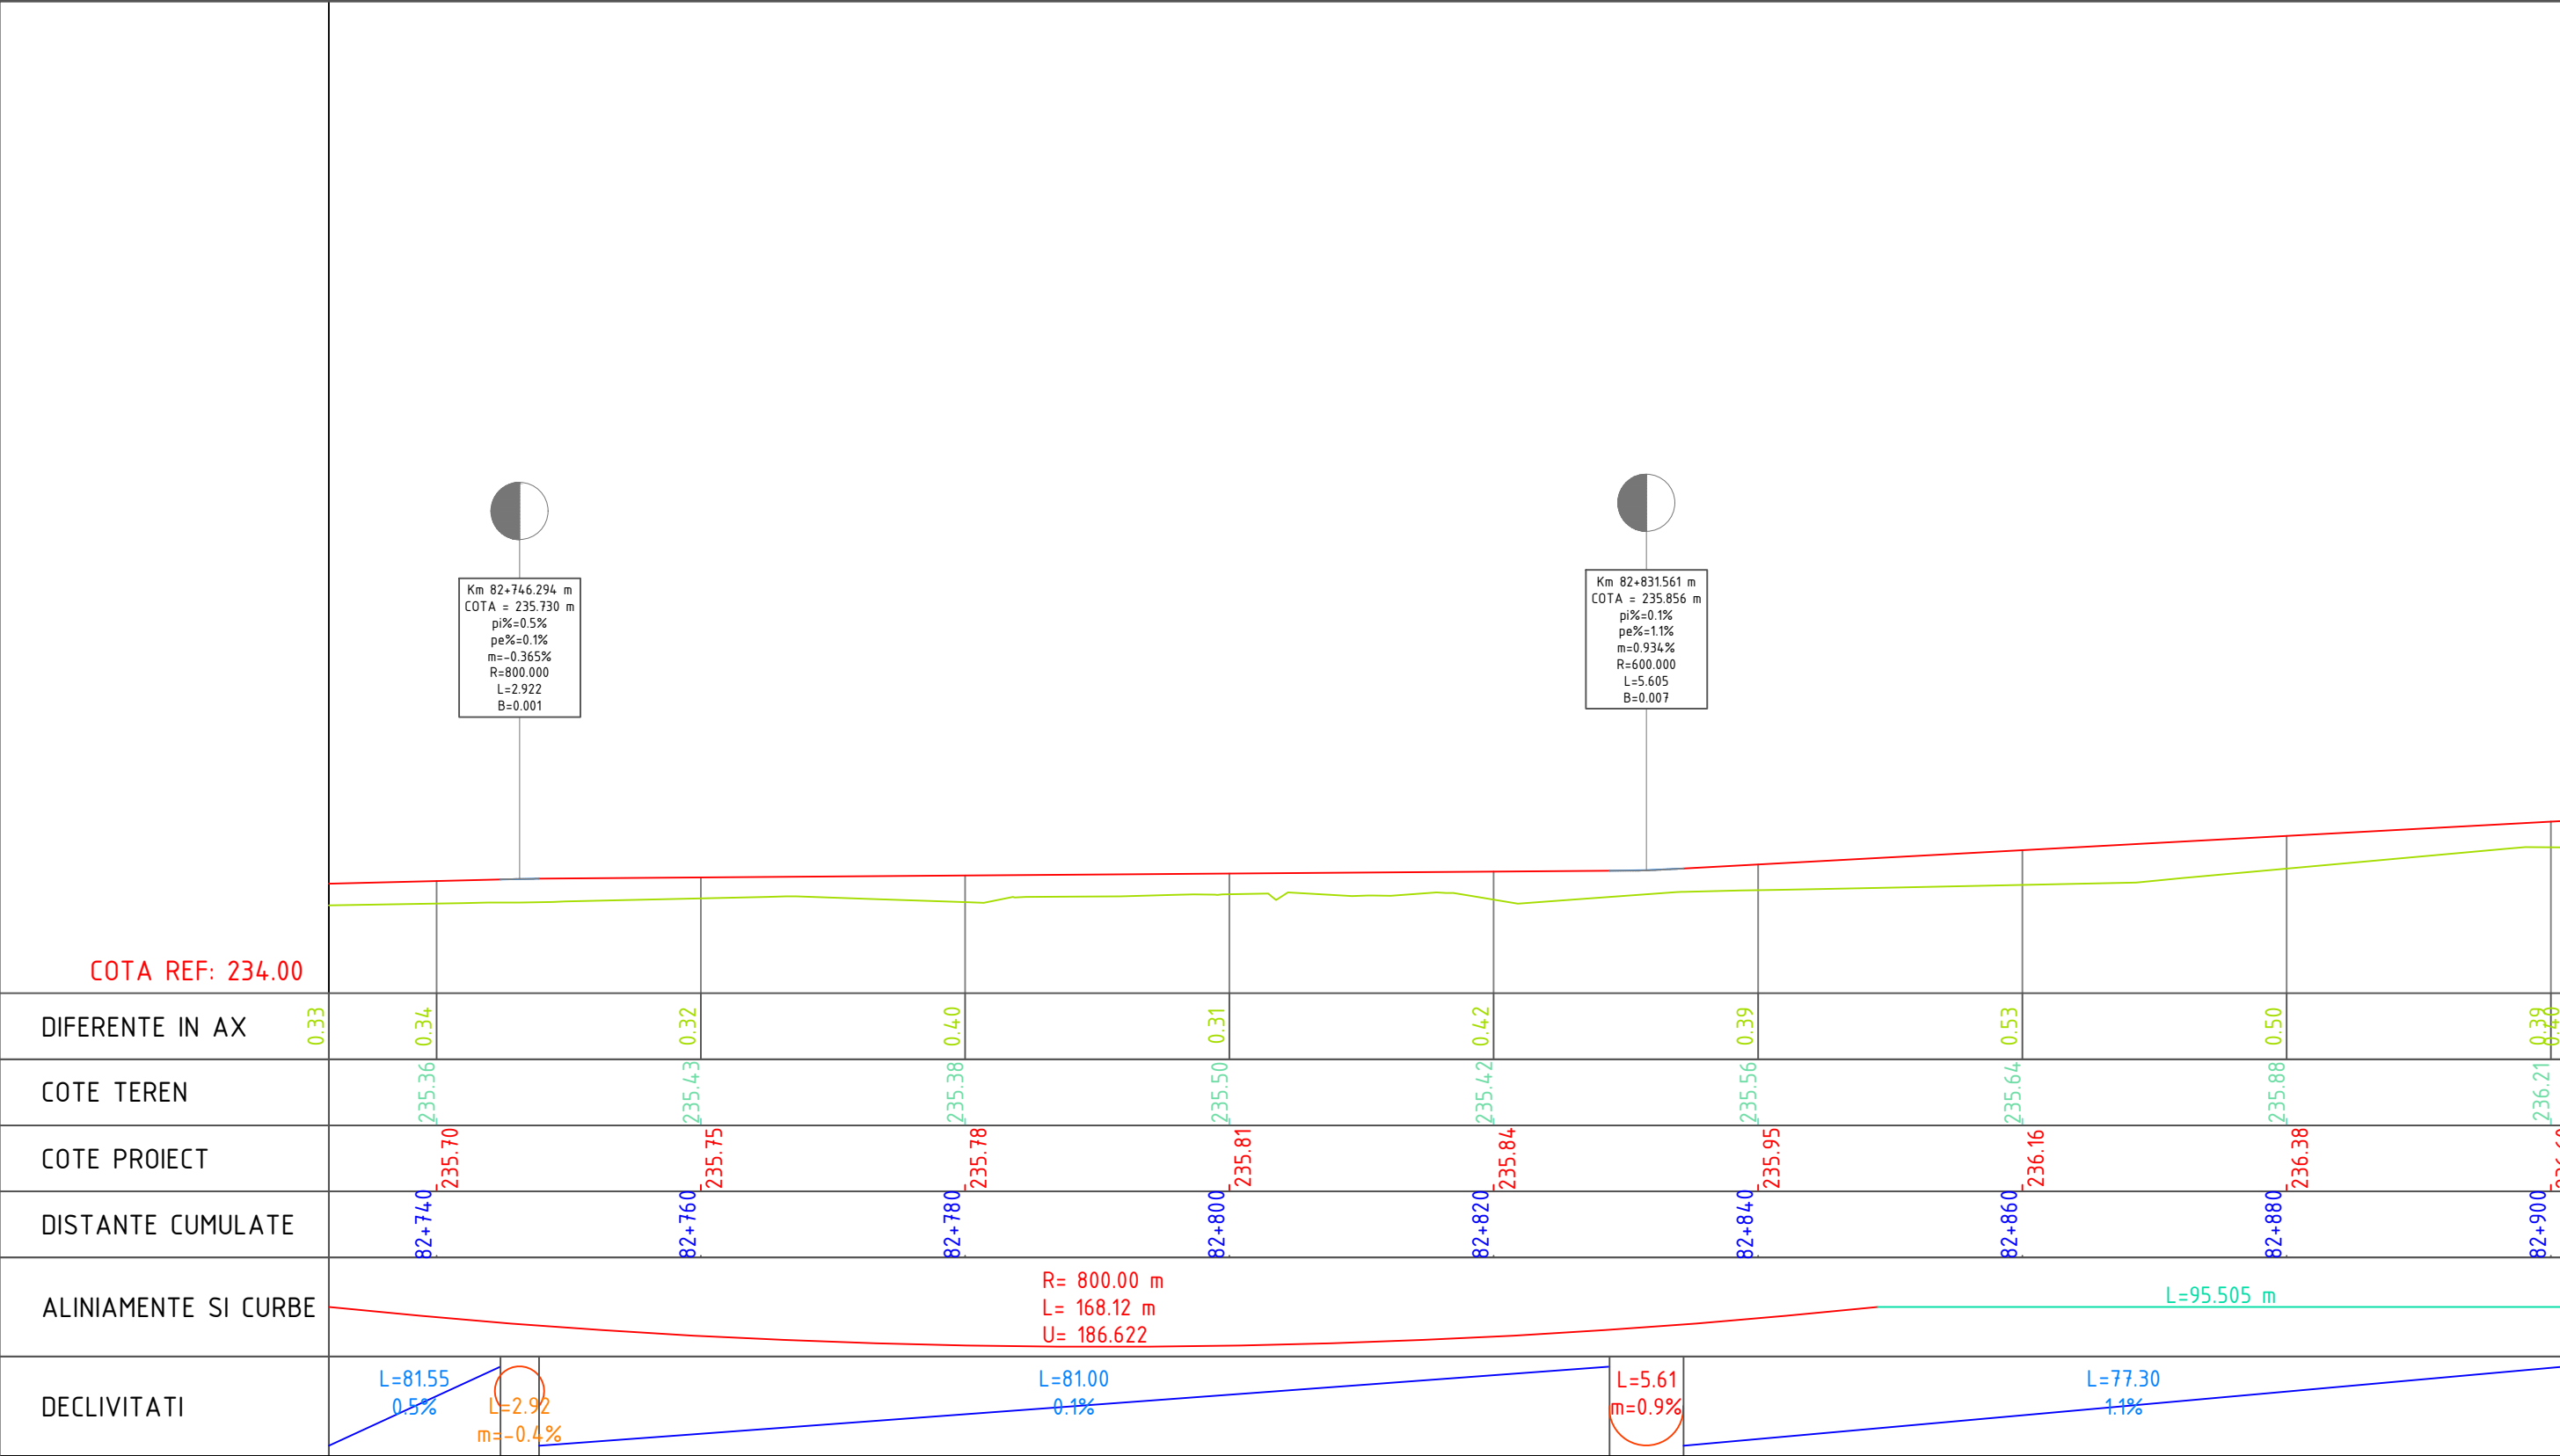 Km 82+746.294 m
COTA = 235.730 m
pi%=0.5%
pe%=0.1%
m=-0.365%
R=800.000
L=2.922
B=0.001
Km 82+831.561 m
COTA = 235.856 m
pi%=0.1%
pe%=1.1%
m=0.934%
R=600.000
L=5.605
B=0.007
COTA REF: 234.00
DIFERENTE IN AX 0.33 0.34 0.32 0.40 0.31 0.42 0.39 0.53 0.50 0.39 0.40
COTE TEREN 235.36 235.43 235.38 235.50 235.42 235.56 235.64 235.88 236.21
COTE PROIECT 235.70 235.75 235.78 235.81 235.84 235.95 236.16 236.38
DISTANTE CUMULATE 82+740 82+760 82+780 82+800 82+820 82+840 82+860 82+880 82+900
ALINIAMENTE SI CURBE
R= 800.00 m
L= 168.12 m
U= 186.622
L=95.505 m
DECLIVITATI
L=81.55
0.5%
L=2.92
m=-0.4%
L=81.00
0.1%
L=5.61
m=0.9%
L=77.30
1.1%